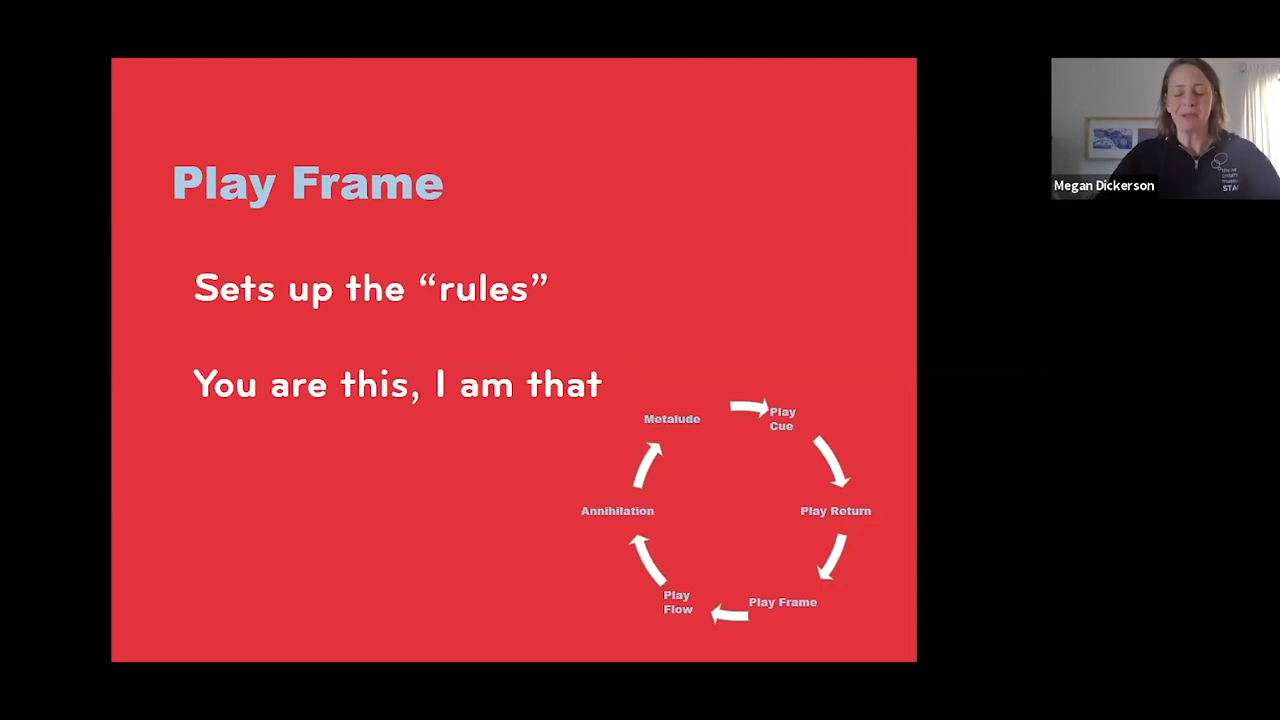 Play Frame
Sets up the “rules”
You are this, I am that
Metalude
Play
Cue
Play Return
Play Frame
Play
Flow
Annihilation
Megan Dickerson